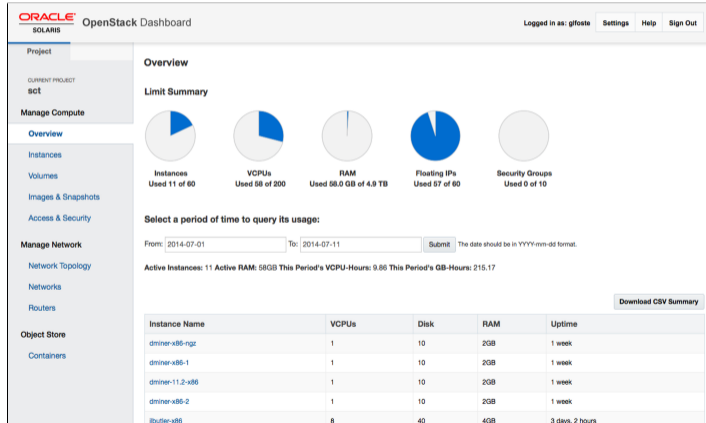 ORACLE
SOLARIS
OpenStack Dashboard
Logged in as: glfoste
Settings
Help
Sign Out
Project
CURRENT PROJECT
sct
Manage Compute
Overview
Instances
Volumes
Images & Snapshots
Access & Security
Manage Network
Network Topology
Networks
Routers
Object Store
Containers
Overview
Limit Summary
Instances
Used 11 of 60
VCPUs
Used 58 of 200
RAM
Used 58.0 GB of 4.9 TB
Floating IPs
Used 57 of 60
Security Groups
Used 0 of 10
Select a period of time to query its usage:
From: 2014-07-01 To: 2014-07-11 Submit The date should be in YYYY-mm-dd format.
Active Instances: 11 Active RAM: 58GB This Period's VCPU-Hours: 9.86 This Period's GB-Hours: 215.17
Download CSV Summary
Instance Name VCPUs Disk RAM Uptime
dminer-x86-ngz 1 10 2GB 1 week
dminer-x86-1 1 10 2GB 1 week
dminer-11.2-x86 1 10 2GB 1 week
dminer-x86-2 1 10 2GB 1 week
lbutler-x86 8 40 4GB 3 days, 2 hours